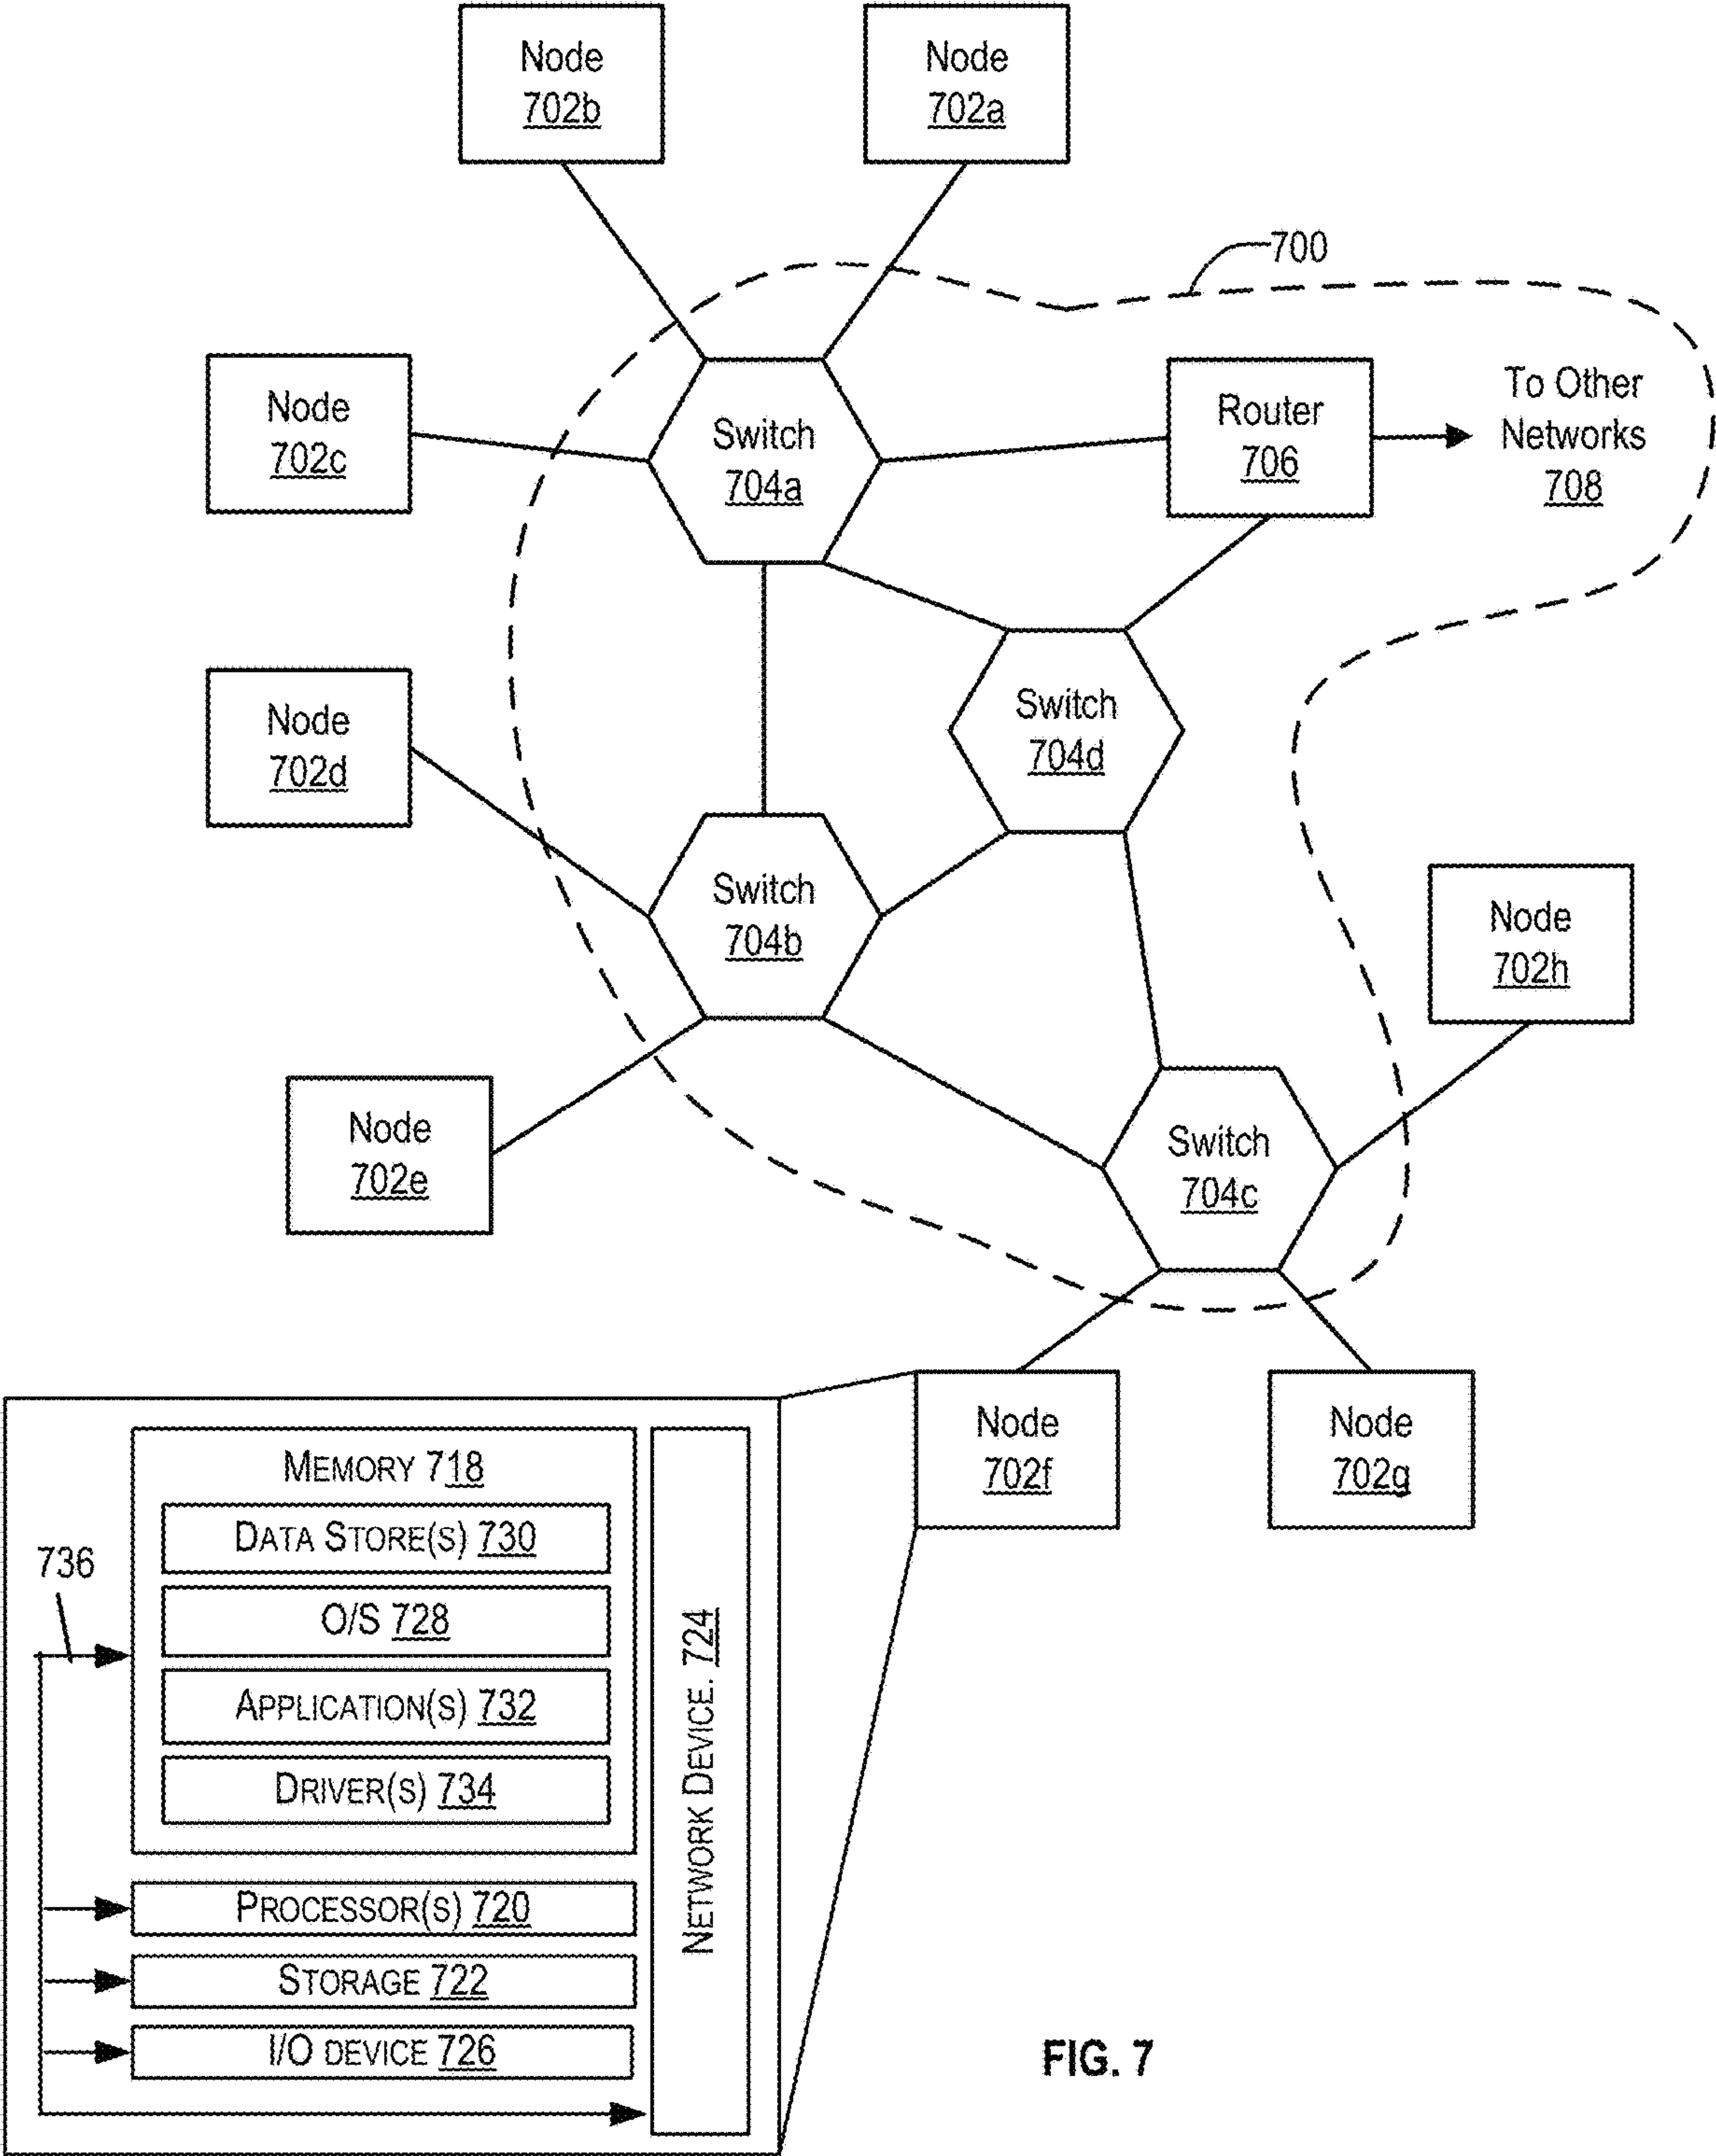 Node
702b
Node
702a
700
Node
702c
Switch
704a
Router
706
To Other
Networks
708
Node
702d
Switch
704d
Switch
704b
Node
702h
Node
702e
Switch
704c
Node
702f
Node
702g
MEMORY 718
DATA STORE(S) 730
736
O/S 728
APPLICATION(S) 732
DRIVER(S) 734
NETWORK DEVICE. 724
PROCESSOR(S) 720
STORAGE 722
I/O DEVICE 726
FIG. 7